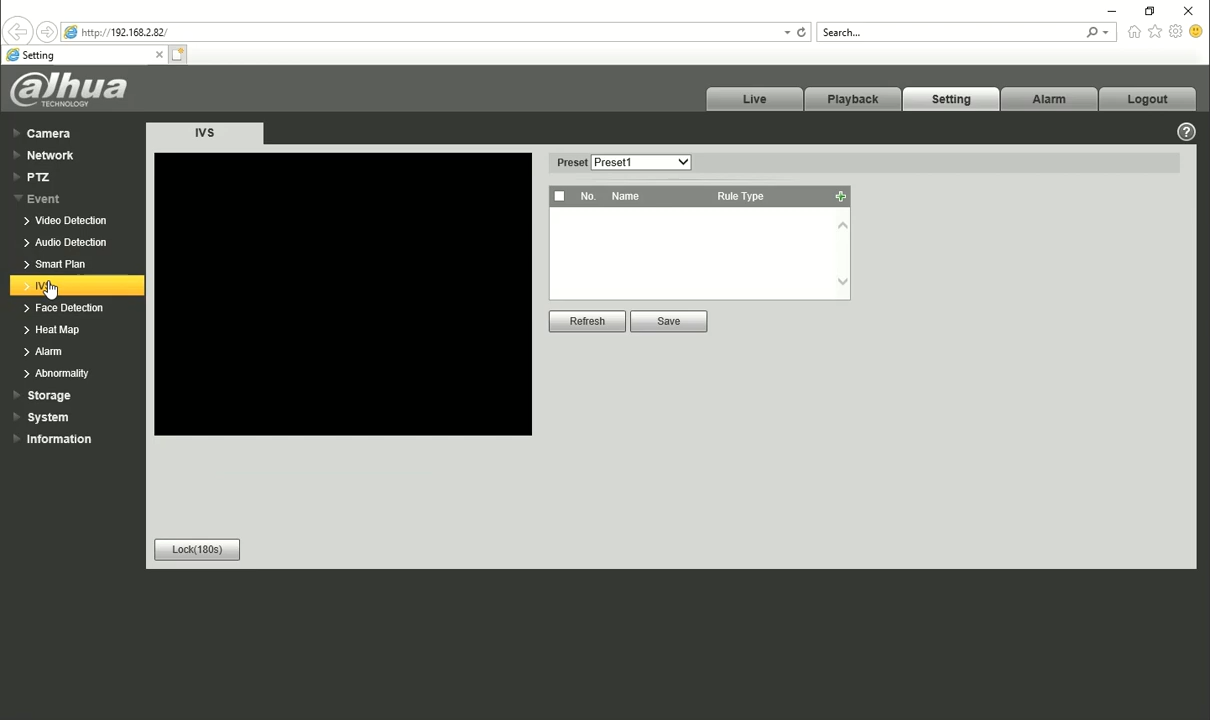 http://192.168.2.82/
Search...
Setting
alhua
TECHNOLOGY
Live
Playback
Setting
Alarm
Logout
Camera
Network
PTZ
Event
Video Detection
Audio Detection
Smart Plan
IVS
Face Detection
Heat Map
Alarm
Abnormality
Storage
System
Information
IVS
Preset Preset1
No. Name Rule Type
Refresh Save
Lock(180s)